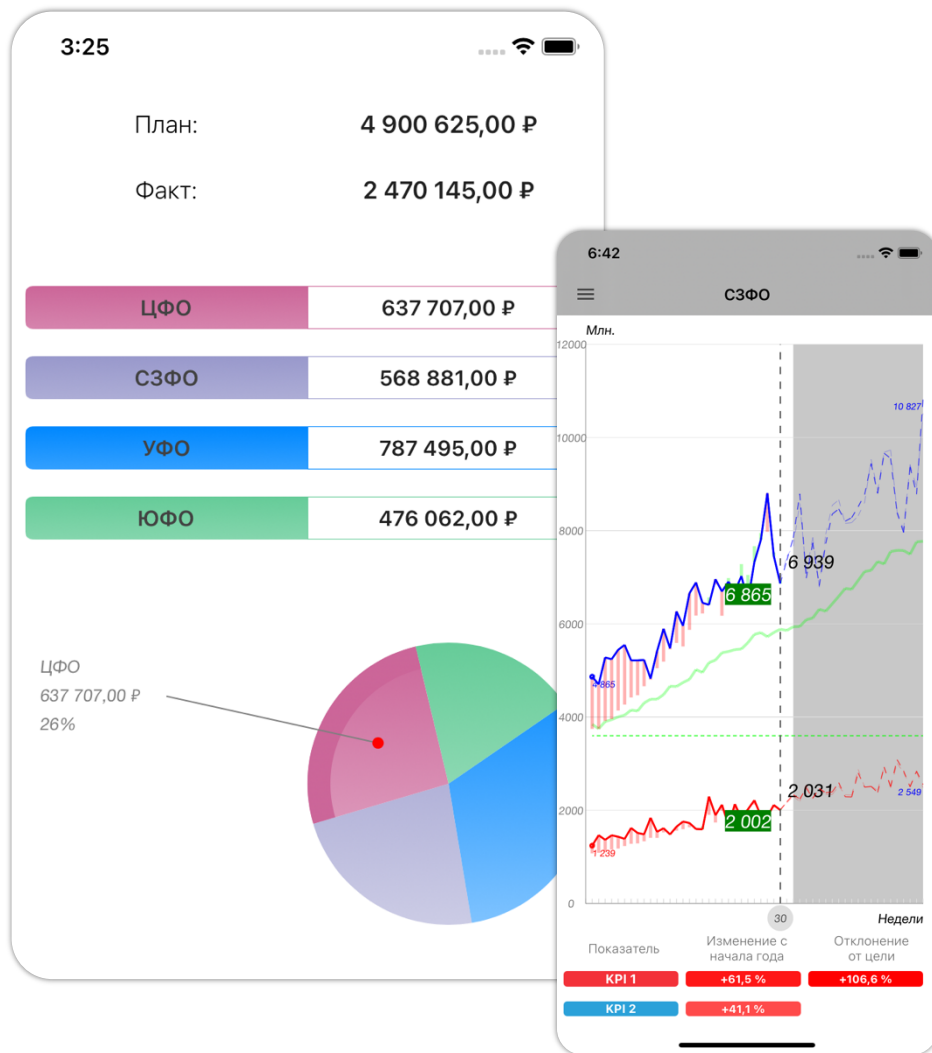 3:25
План: 4 900 625,00 ₽
Факт: 2 470 145,00 ₽
ЦФО 637 707,00 ₽
СЗФО 568 881,00 ₽
УФО 787 495,00 ₽
ЮФО 476 062,00 ₽
ЦФО
637 707,00 ₽
26%
6:42
СЗФО
Млн.
12000
10 827
10000
8000
6 939
6 865
6000
4 865
4000
2 031
2 549
2 002
2000
1 239
0
30
Недели
Показатель Изменение с начала года Отклонение от цели
KPI 1 +61,5 % +106,6 %
KPI 2 +41,1 %